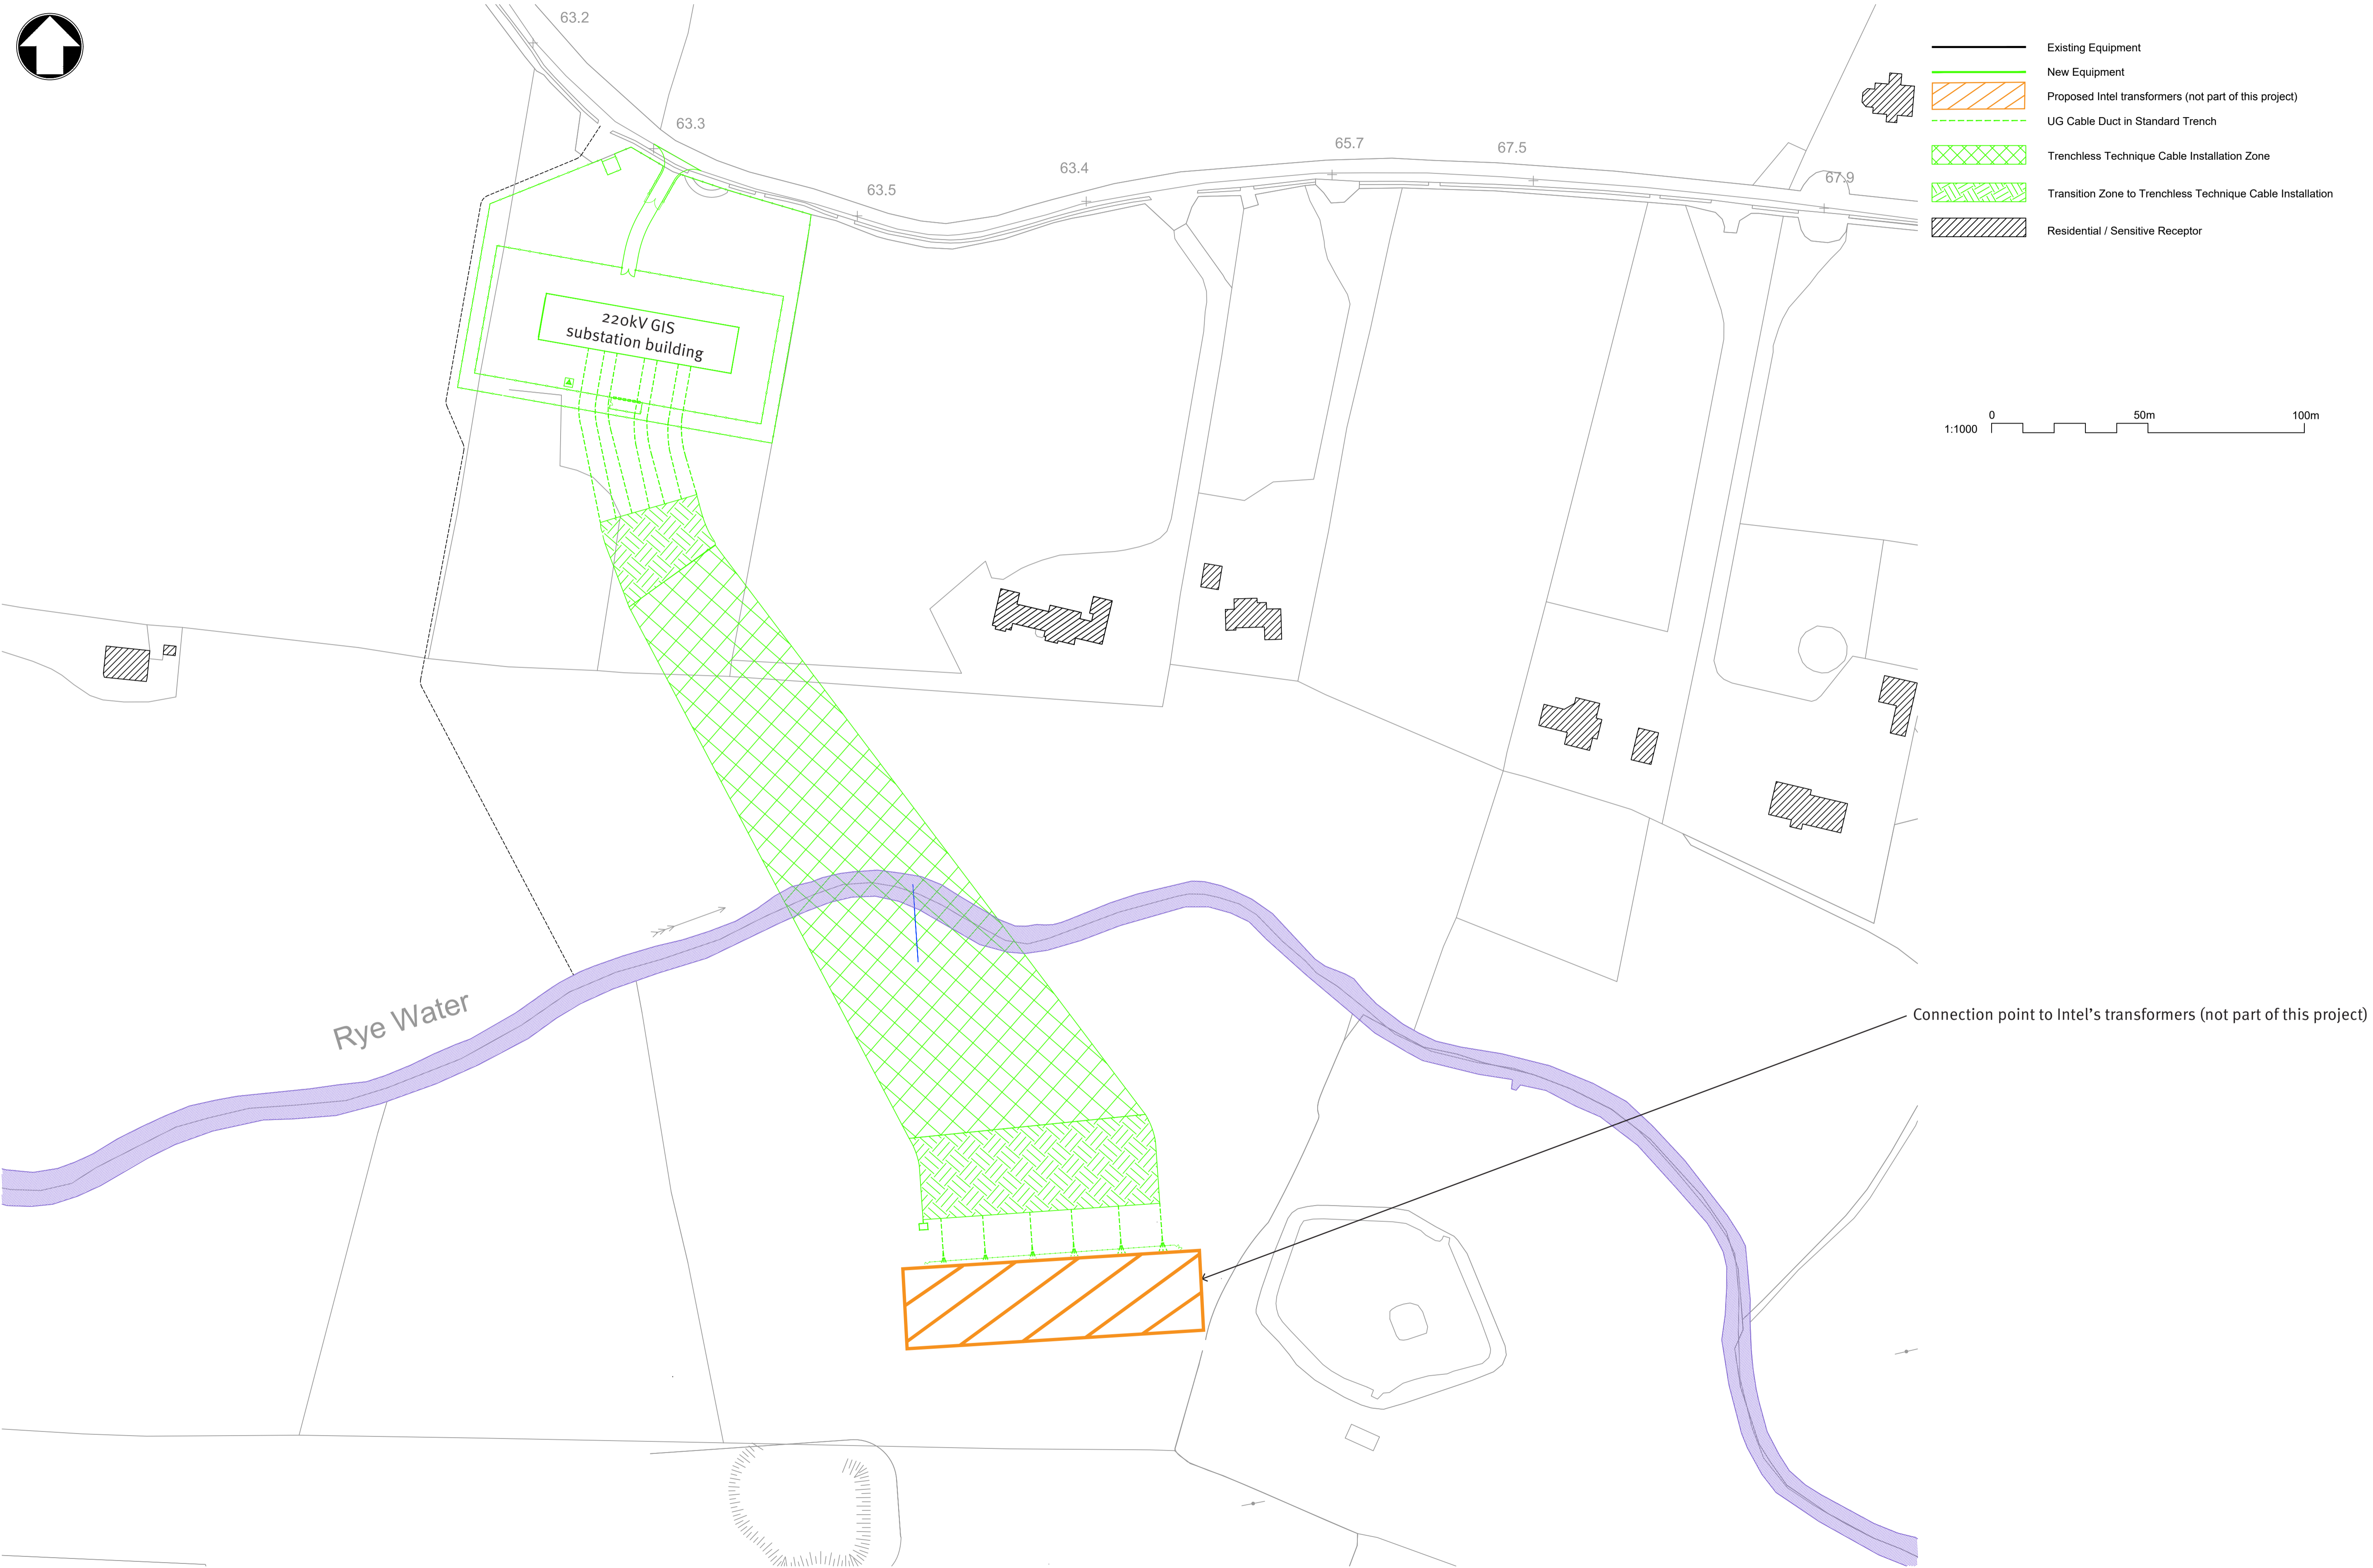 63.2
63.3
63.5
63.4
65.7
67.5
67.9
Existing Equipment
New Equipment
Proposed Intel transformers (not part of this project)
UG Cable Duct in Standard Trench
Trenchless Technique Cable Installation Zone
Transition Zone to Trenchless Technique Cable Installation
Residential / Sensitive Receptor
0 50m 100m
1:1000
220kV GIS
substation building
Rye Water
Connection point to Intel's transformers (not part of this project)